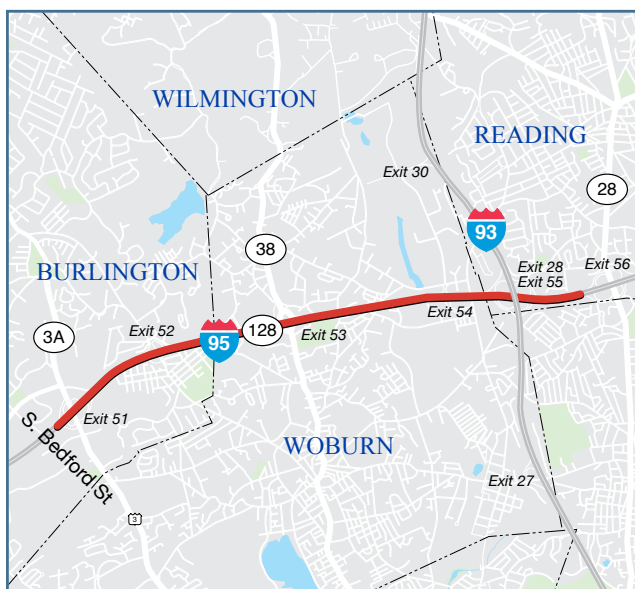 WILMINGTON
READING
Exit 30
28
93
38
Exit 28
Exit 55
Exit 56
BURLINGTON
3A
Exit 52
95
128
Exit 53
Exit 54
Exit 51
S. Bedford St
WOBURN
Exit 27
3